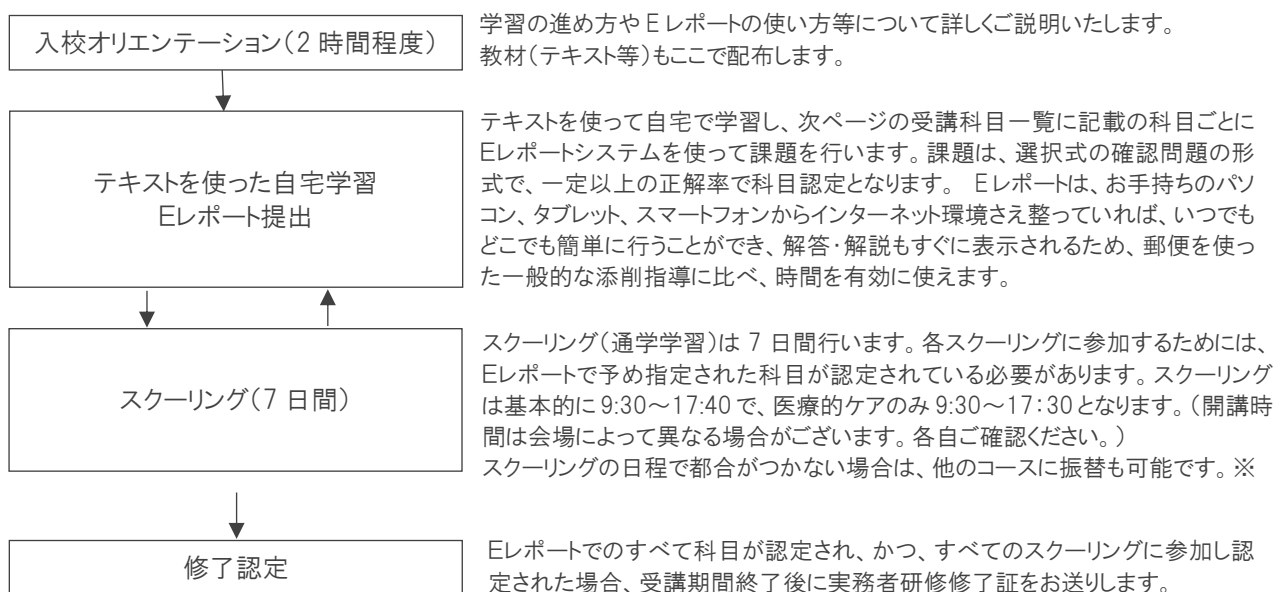 入校オリエンテーション（2時間程度）
学習の進め方やEレポートの使い方等について詳しくご説明いたします。
教材（テキスト等）もここで配布します。
テキストを使った自宅学習
Eレポート提出
テキストを使って自宅で学習し、次ページの受講科目一覧に記載の科目ごとに
Eレポートシステムを使って課題を行います。課題は、選択式の確認問題の形
式で、一定以上の正解率で科目認定となります。 Eレポートは、お手持ちのパソ
コン、タブレット、スマートフォンからインターネット環境さえ整っていれば、いつでも
どこでも簡単に行うことができ、解答・解説もすぐに表示されるため、郵便を使っ
た一般的な添削指導に比べ、時間を有効に使えます。
スクーリング（7日間）
スクーリング（通学学習）は 7 日間行います。各スクーリングに参加するためには、
Eレポートで予め指定された科目が認定されている必要があります。スクーリング
は基本的に 9:30～17:40 で、医療的ケアのみ 9:30～17：30 となります。（開講時
間は会場によって異なる場合がございます。各自ご確認ください。）
スクーリングの日程で都合がつかない場合は、他のコースに振替も可能です。※
修了認定
Eレポートでのすべて科目が認定され、かつ、すべてのスクーリングに参加し認
定された場合、受講期間終了後に実務者研修修了証をお送りします。